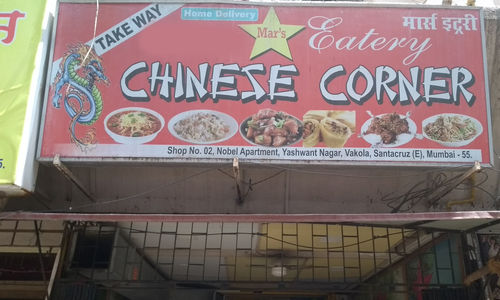 TAKE WAY
Home Delivery
Mar's
Eatery
मार्स इटरी
CHINESE CORNER
Shop No. 02, Nobel Apartment, Yashwant Nagar, Vakola, Santacruz (E), Mumbai - 55.